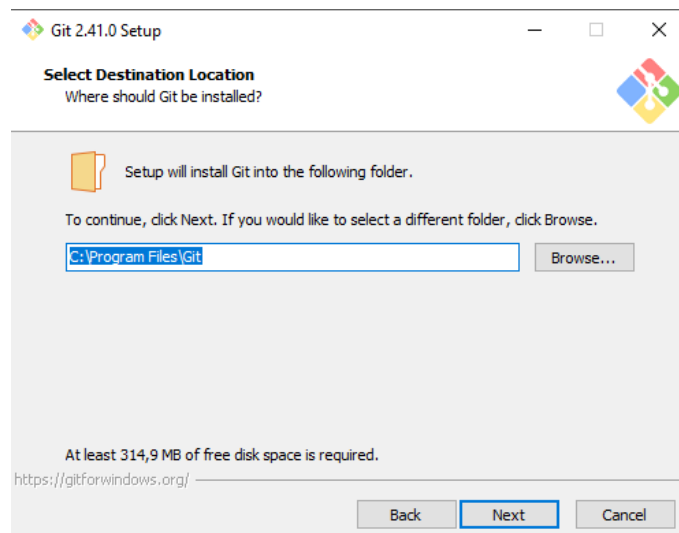 Git 2.41.0 Setup
Select Destination Location
Where should Git be installed?
Setup will install Git into the following folder.
To continue, click Next. If you would like to select a different folder, click Browse.
C:\Program Files\Git
Browse...
At least 314,9 MB of free disk space is required.
https://gitforwindows.org/
Back Next Cancel